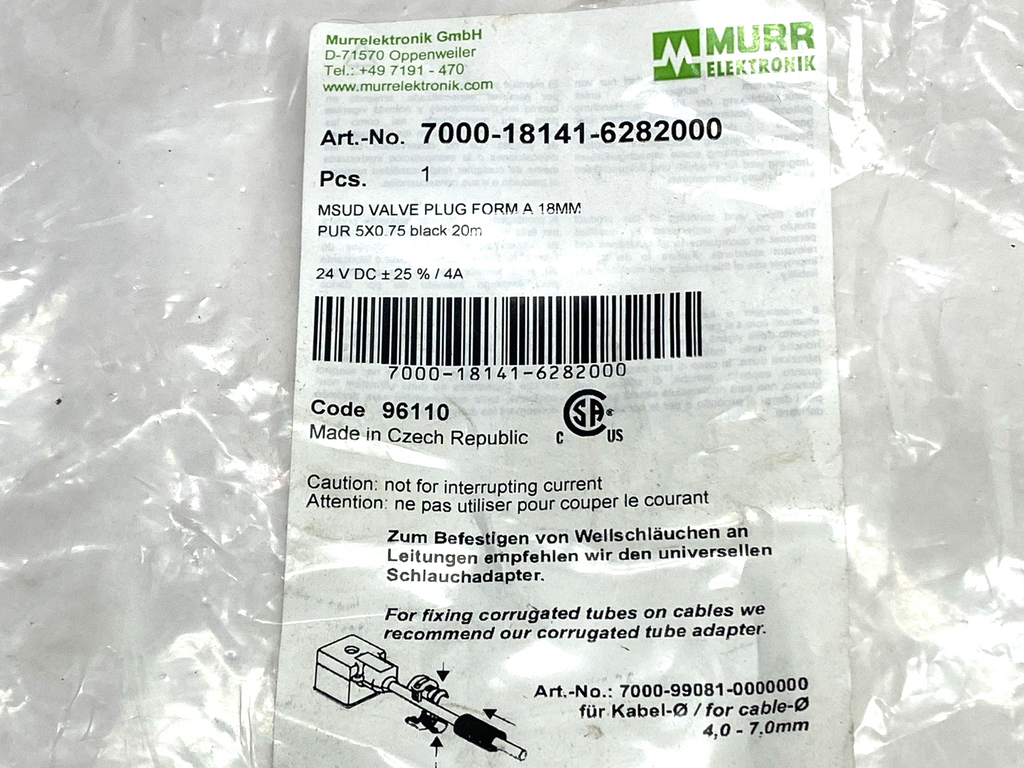 Murrelektronik GmbH
D-71570 Oppenweiler
Tel.: +49 7191 - 470
www.murrelektronik.com
MURR
ELEKTRONIK
Art.-No. 7000-18141-6282000
Pcs. 1
MSUD VALVE PLUG FORM A 18MM
PUR 5X0.75 black 20m
24 V DC ± 25 % / 4A
7000-18141-6282000
Code 96110
Made in Czech Republic
C SA ® US
Caution: not for interrupting current
Attention: ne pas utiliser pour couper le courant
Zum Befestigen von Wellschläuchen an
Leitungen empfehlen wir den universellen
Schlauchadapter.
For fixing corrugated tubes on cables we
recommend our corrugated tube adapter.
Art.-No.: 7000-99081-0000000
für Kabel-Ø / for cable-Ø
4,0 - 7,0mm